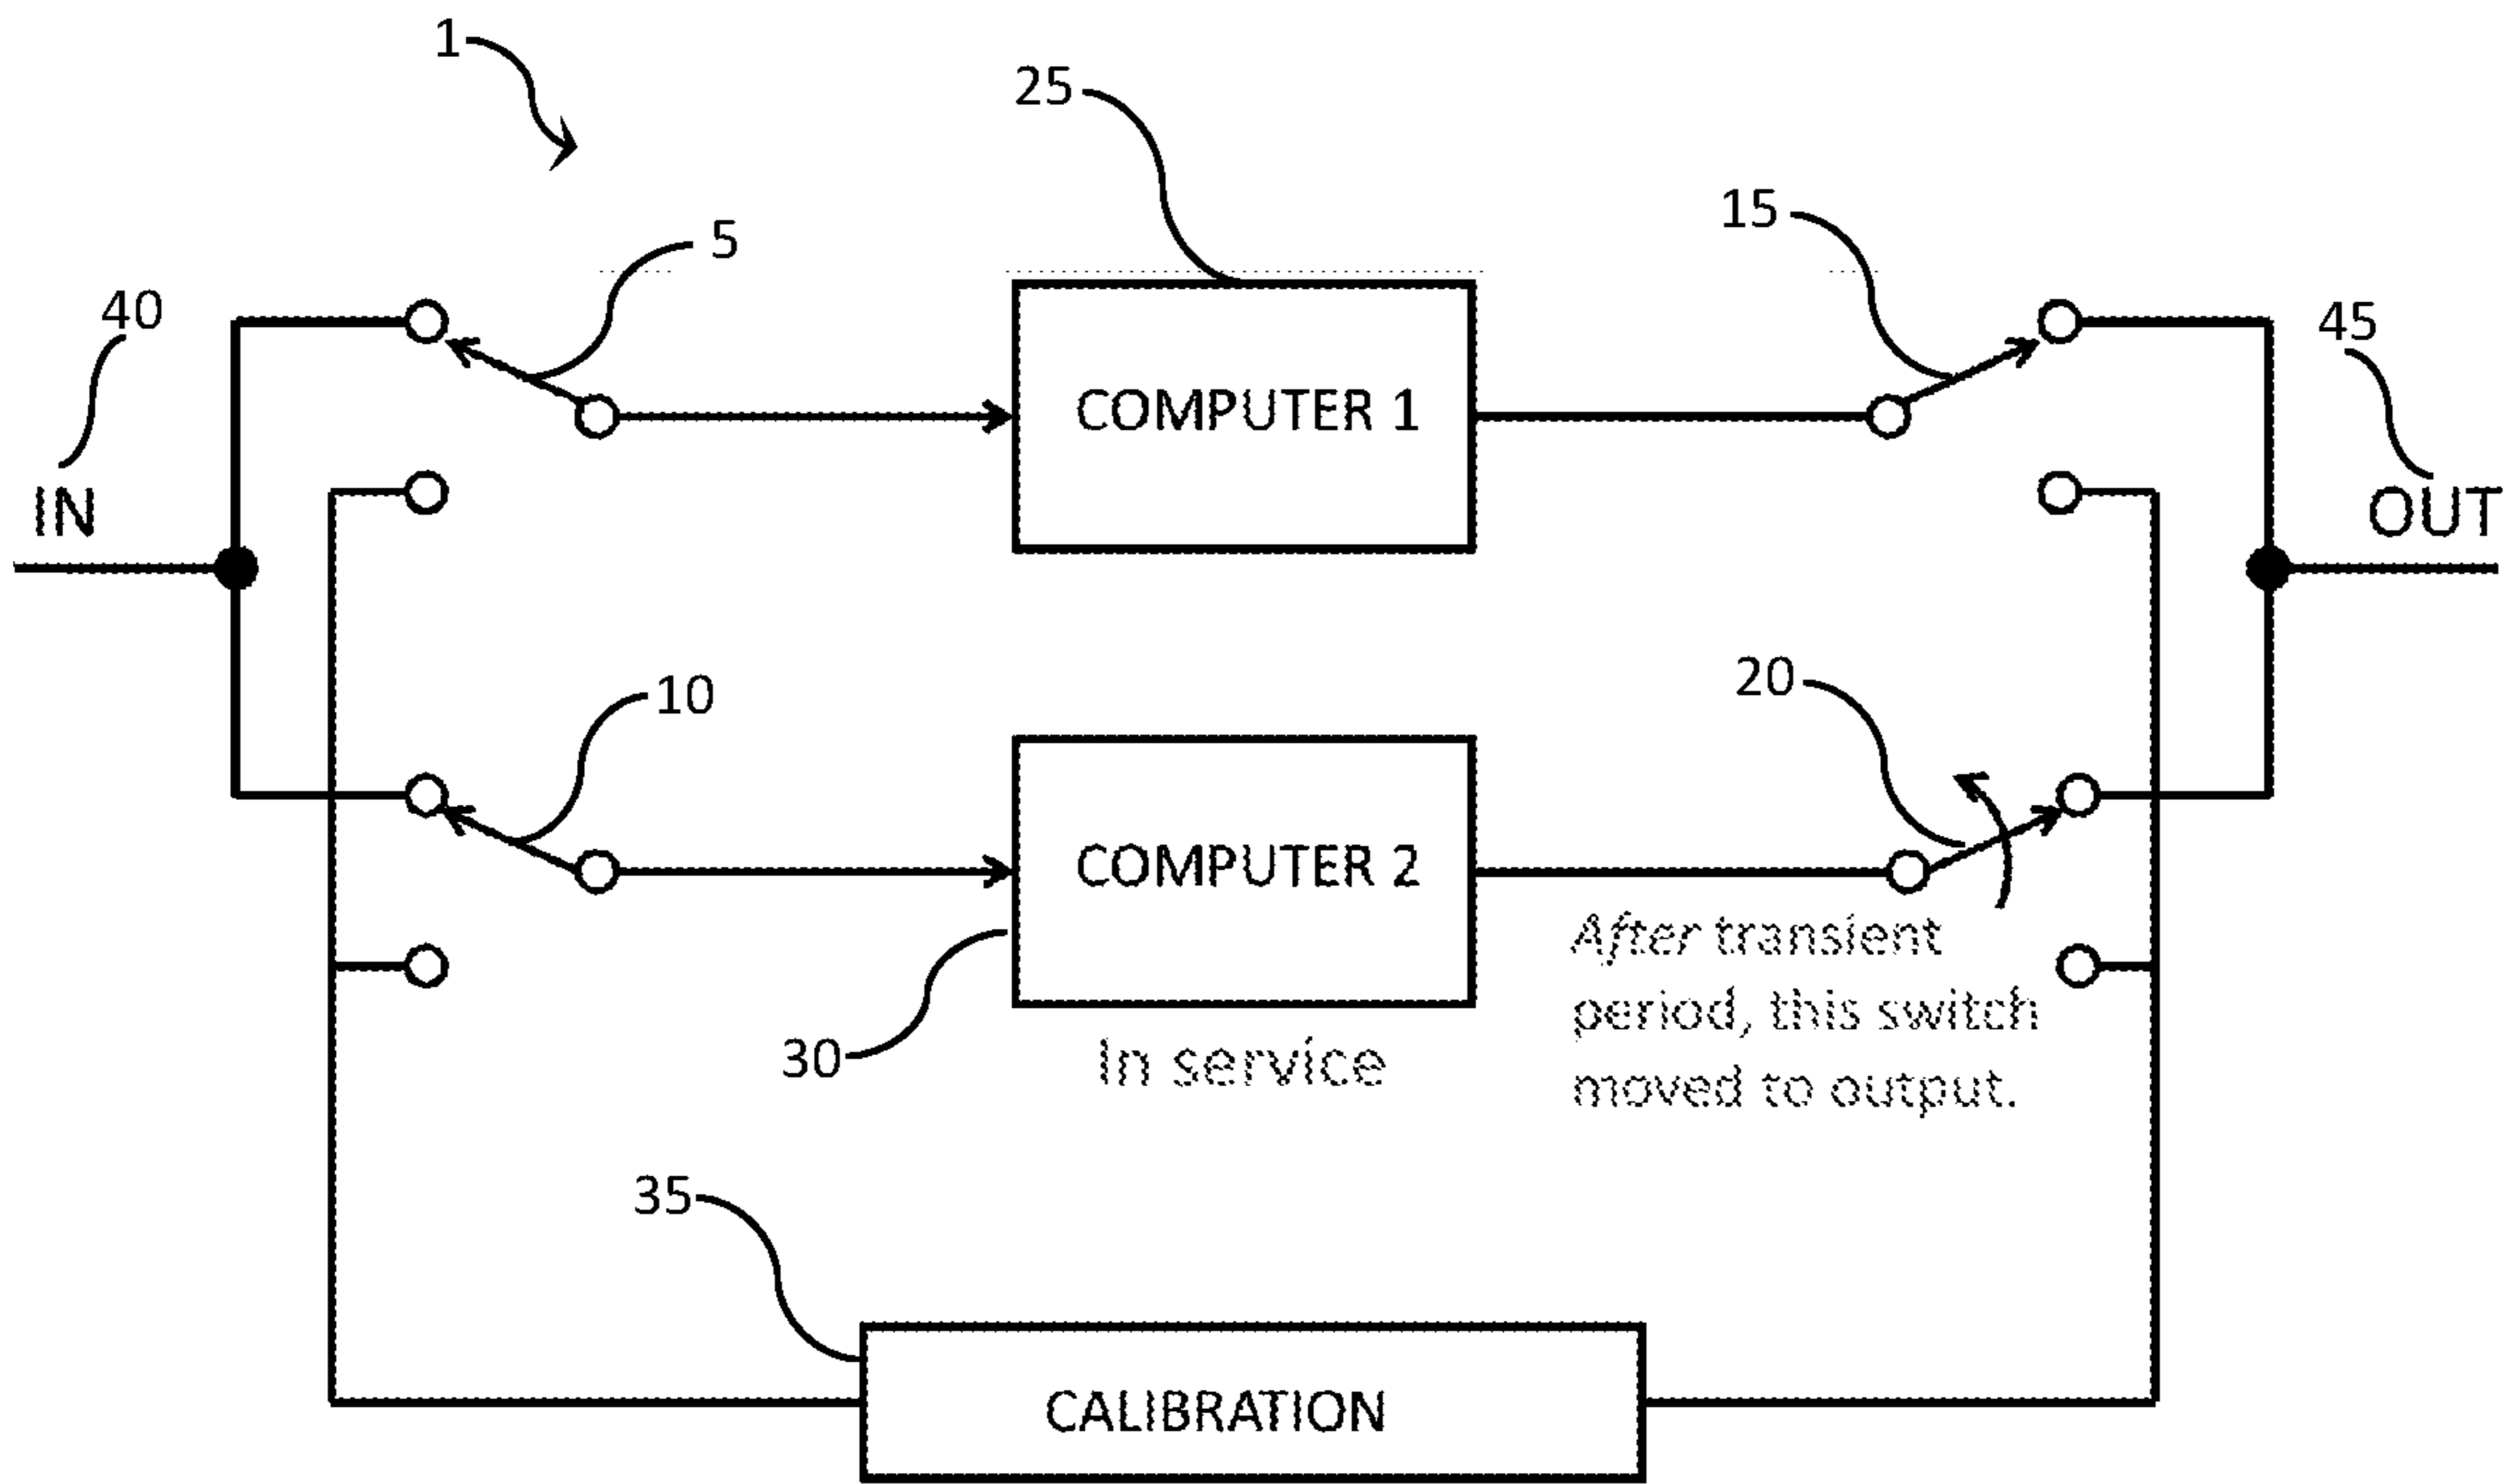 1
25
15
5
40
45
COMPUTER 1
IN
OUT
10
20
COMPUTER 2
After transient
period, this switch
moved to output.
30
In service
35
CALIBRATION